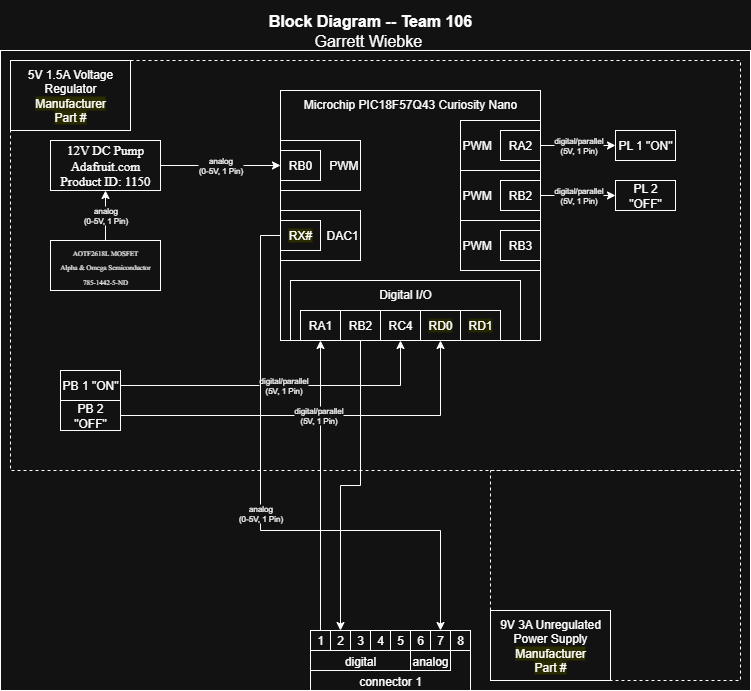 Block Diagram -- Team 106
Garrett Wiebke
5V 1.5A Voltage
Regulator
Manufacturer
Part #
12V DC Pump
Adafruit.com
Product ID: 1150
analog
(0-5V, 1 Pin)
analog
(0-5V, 1 Pin)
AOTF2618L MOSFET
Alpha & Omega Semiconductor
785-1442-5-ND
Microchip PIC18F57Q43 Curiosity Nano
RB0 PWM
RX# DAC1
PWM RA2
PWM RB2
PWM RB3
digital/parallel
(5V, 1 Pin)
PL 1 "ON"
digital/parallel
(5V, 1 Pin)
PL 2
"OFF"
Digital I/O
RA1 RB2 RC4 RD0 RD1
PB 1 "ON"
PB 2
"OFF"
digital/parallel
(5V, 1 Pin)
digital/parallel
(5V, 1 Pin)
analog
(0-5V, 1 Pin)
1 2 3 4 5 6 7 8
digital analog
connector 1
9V 3A Unregulated
Power Supply
Manufacturer
Part #